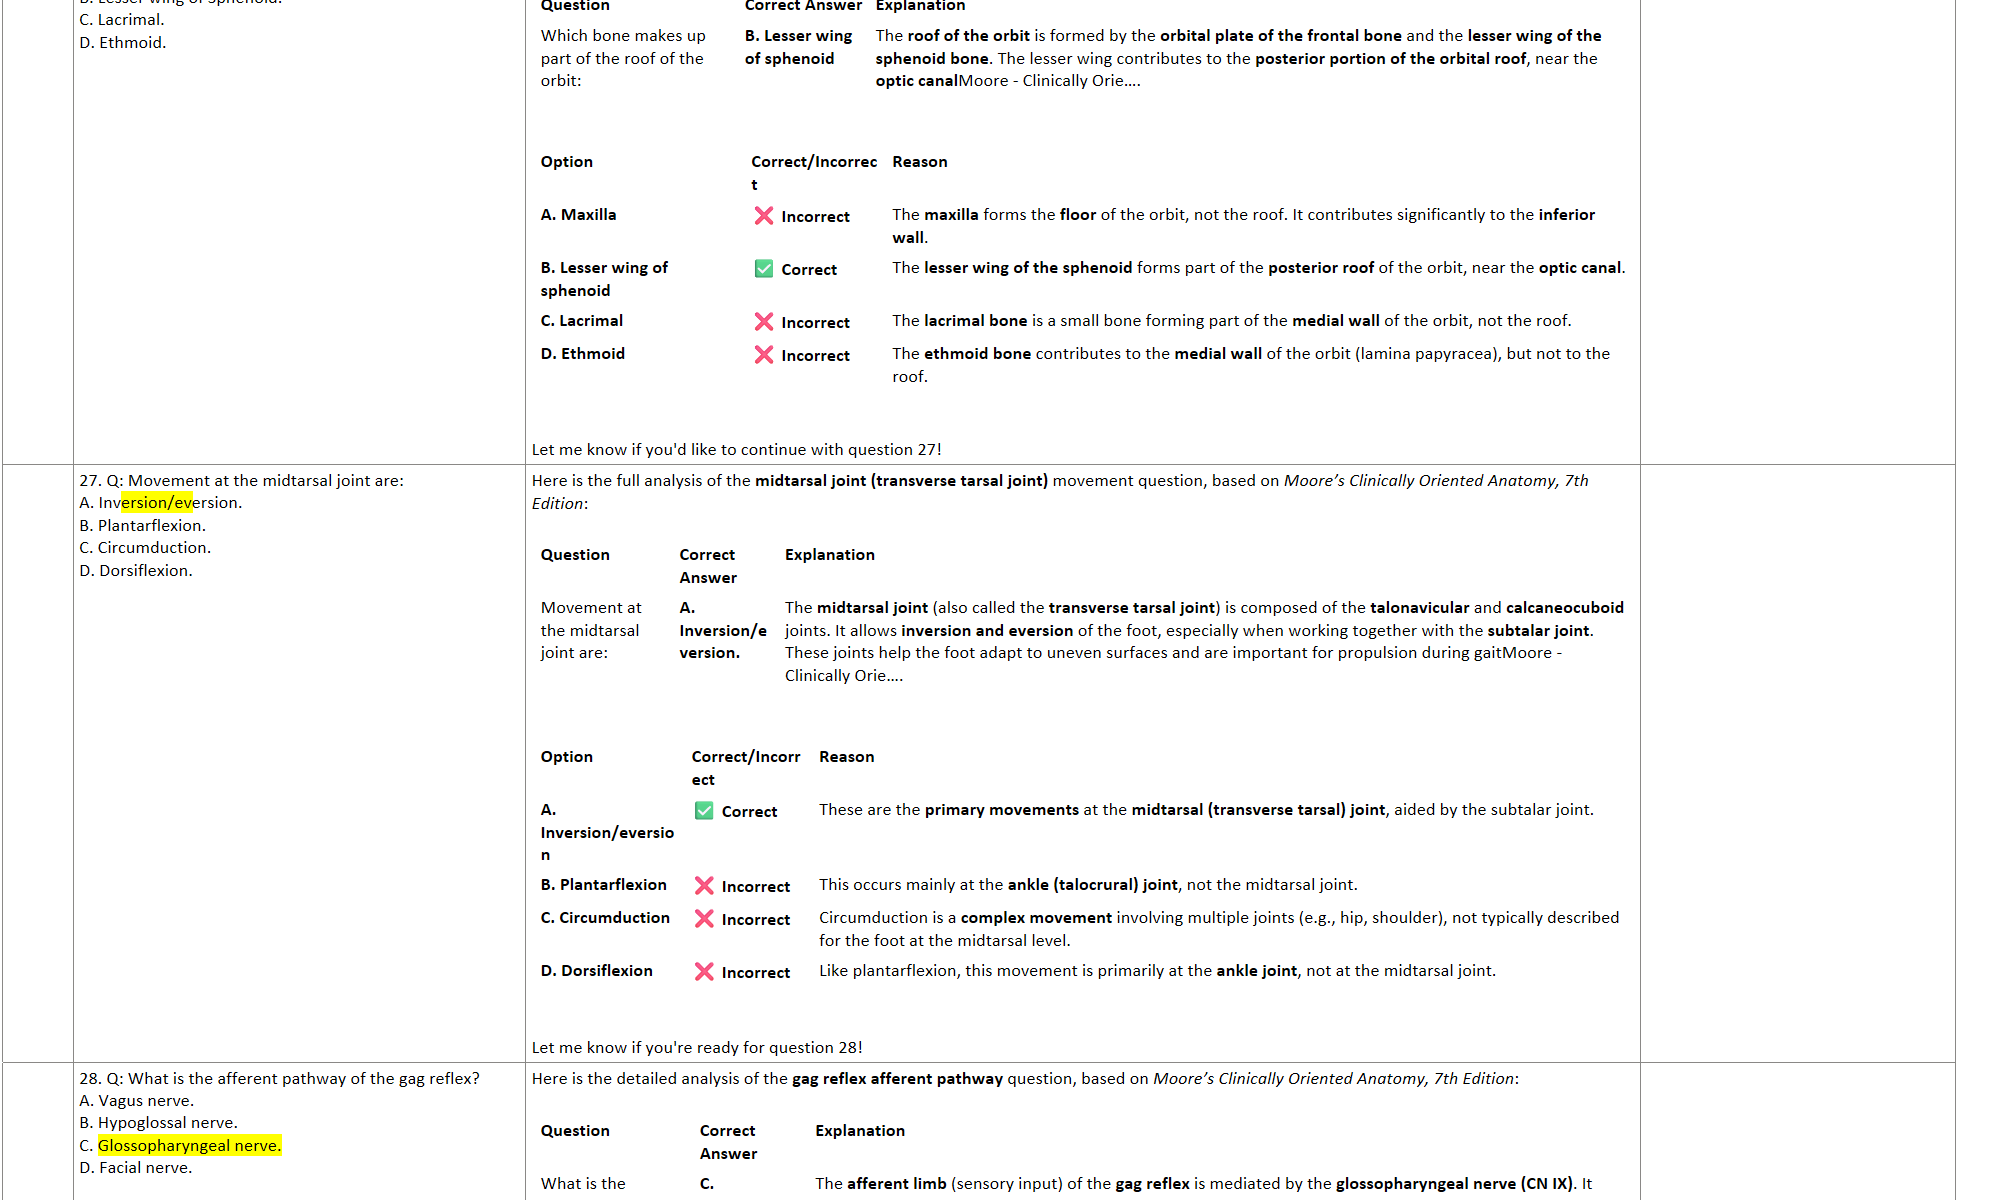 B. Lesser wing of sphenoid.
C. Lacrimal.
D. Ethmoid.
Question Correct Answer Explanation
Which bone makes up part of the roof of the orbit:
B. Lesser wing of sphenoid
The roof of the orbit is formed by the orbital plate of the frontal bone and the lesser wing of the
sphenoid bone. The lesser wing contributes to the posterior portion of the orbital roof, near the
optic canalMoore - Clinically Orie....
Option Correct/Incorrect Reason
A. Maxilla ❌ Incorrect The maxilla forms the floor of the orbit, not the roof. It contributes significantly to the inferior
wall.
B. Lesser wing of sphenoid ✅ Correct The lesser wing of the sphenoid forms part of the posterior roof of the orbit, near the optic canal.
C. Lacrimal ❌ Incorrect The lacrimal bone is a small bone forming part of the medial wall of the orbit, not the roof.
D. Ethmoid ❌ Incorrect The ethmoid bone contributes to the medial wall of the orbit (lamina papyracea), but not to the
roof.
Let me know if you'd like to continue with question 27!
27. Q: Movement at the midtarsal joint are:
A. Inversion/eversion.
B. Plantarflexion.
C. Circumduction.
D. Dorsiflexion.
Here is the full analysis of the midtarsal joint (transverse tarsal joint) movement question, based on Moore’s Clinically Oriented Anatomy, 7th
Edition:
Question Correct Answer Explanation
Movement at the midtarsal joint are:
A. Inversion/eversion.
The midtarsal joint (also called the transverse tarsal joint) is composed of the talonavicular and calcaneocuboid
joints. It allows inversion and eversion of the foot, especially when working together with the subtalar joint.
These joints help the foot adapt to uneven surfaces and are important for propulsion during gaitMoore -
Clinically Orie....
Option Correct/Incorrect Reason
A. Inversion/eversion ✅ Correct These are the primary movements at the midtarsal (transverse tarsal) joint, aided by the subtalar joint.
B. Plantarflexion ❌ Incorrect This occurs mainly at the ankle (talocrural) joint, not the midtarsal joint.
C. Circumduction ❌ Incorrect Circumduction is a complex movement involving multiple joints (e.g., hip, shoulder), not typically described
for the foot at the midtarsal level.
D. Dorsiflexion ❌ Incorrect Like plantarflexion, this movement is primarily at the ankle joint, not at the midtarsal joint.
Let me know if you're ready for question 28!
28. Q: What is the afferent pathway of the gag reflex?
A. Vagus nerve.
B. Hypoglossal nerve.
C. Glossopharyngeal nerve.
D. Facial nerve.
Here is the detailed analysis of the gag reflex afferent pathway question, based on Moore’s Clinically Oriented Anatomy, 7th Edition:
Question Correct Answer Explanation
What is the C. The afferent limb (sensory input) of the gag reflex is mediated by the glossopharyngeal nerve (CN IX). It